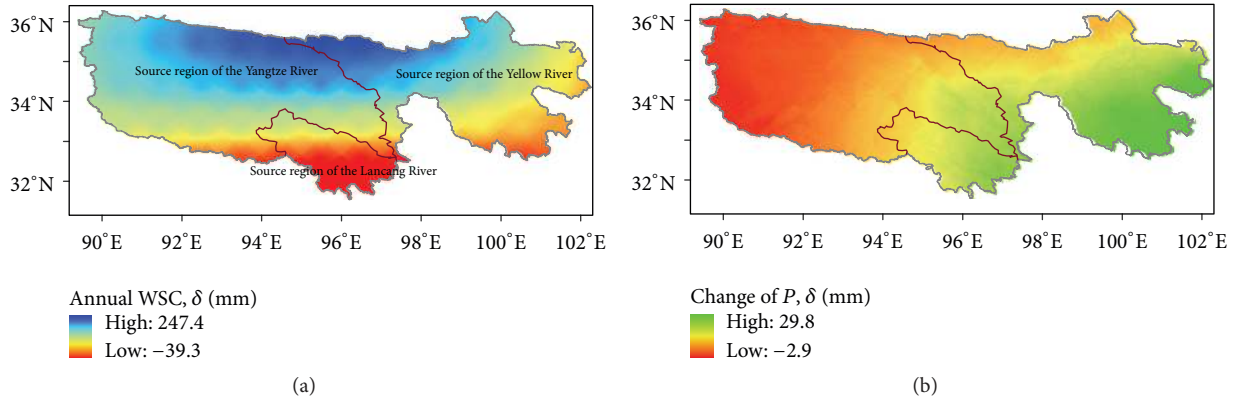 36°N
34°N
32°N
Source region of the Yangtze River
Source region of the Yellow River
Source region of the Lancang River
90°E 92°E 94°E 96°E 98°E 100°E 102°E
Annual WSC, δ (mm)
High: 247.4
Low: −39.3
(a)
36°N
34°N
32°N
90°E 92°E 94°E 96°E 98°E 100°E 102°E
Change of P, δ (mm)
High: 29.8
Low: −2.9
(b)